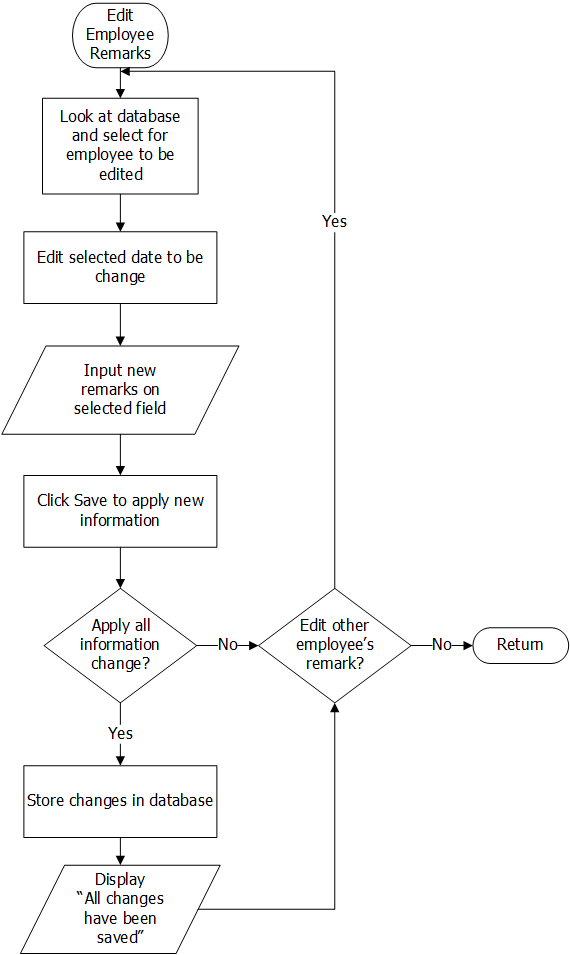 Edit
Employee
Remarks
Look at database
and select for
employee to be
edited
Yes
Edit selected date to be
change
Input new
remarks on
selected field
Click Save to apply new
information
Apply all
information
change?
No
Edit other
employee’s
remark?
No
Return
Yes
Store changes in database
Display
“All changes
have been
saved”